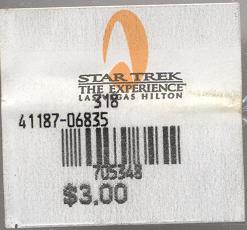 STAR TREK
THE EXPERIENCE
LAS VEGAS HILTON
318
41187-06835
705348
$3.00